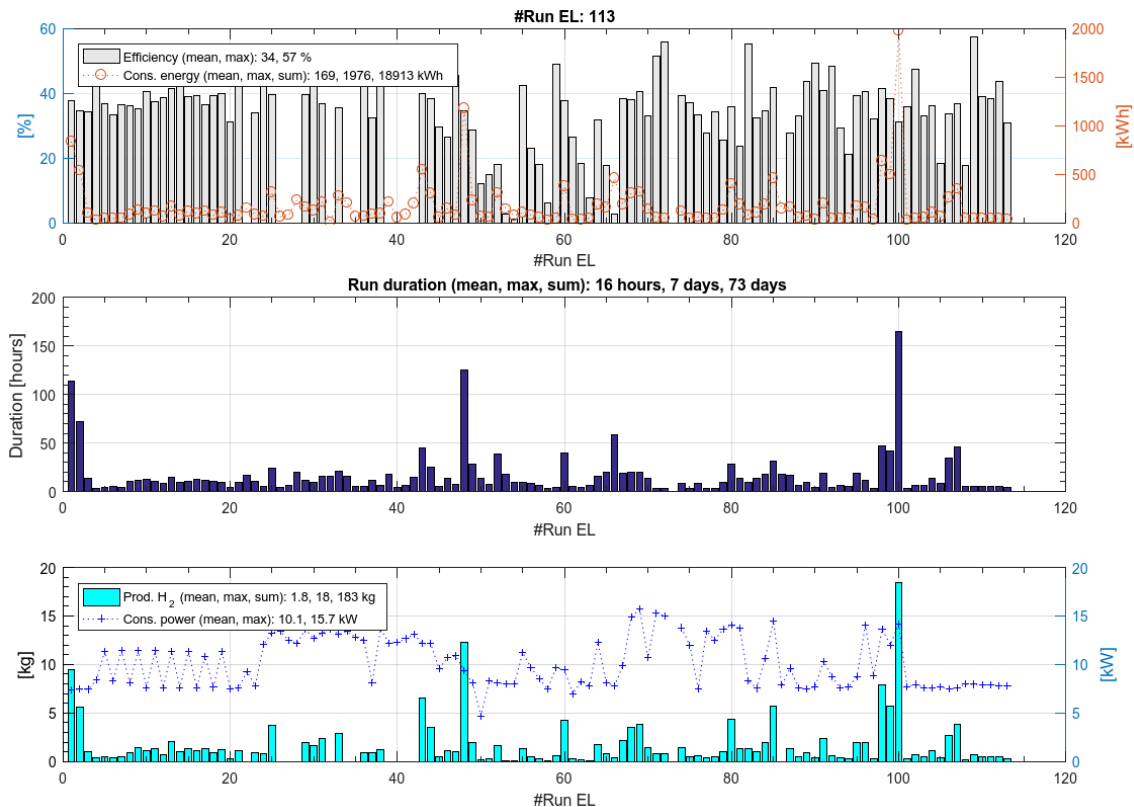 #Run EL: 113
Efficiency (mean, max): 34, 57 %
Cons. energy (mean, max, sum): 169, 1976, 18913 kWh
60
40
20
0
[%]
2000
1500
1000
500
0
[kWh]
0 20 40 60 80 100 120
#Run EL
Run duration (mean, max, sum): 16 hours, 7 days, 73 days
200
150
100
50
0
Duration [hours]
0 20 40 60 80 100 120
#Run EL
Prod. H2 (mean, max, sum): 1.8, 18, 183 kg
Cons. power (mean, max): 10.1, 15.7 kW
20
15
10
5
0
[kg]
20
15
10
5
0
[kW]
0 20 40 60 80 100 120
#Run EL